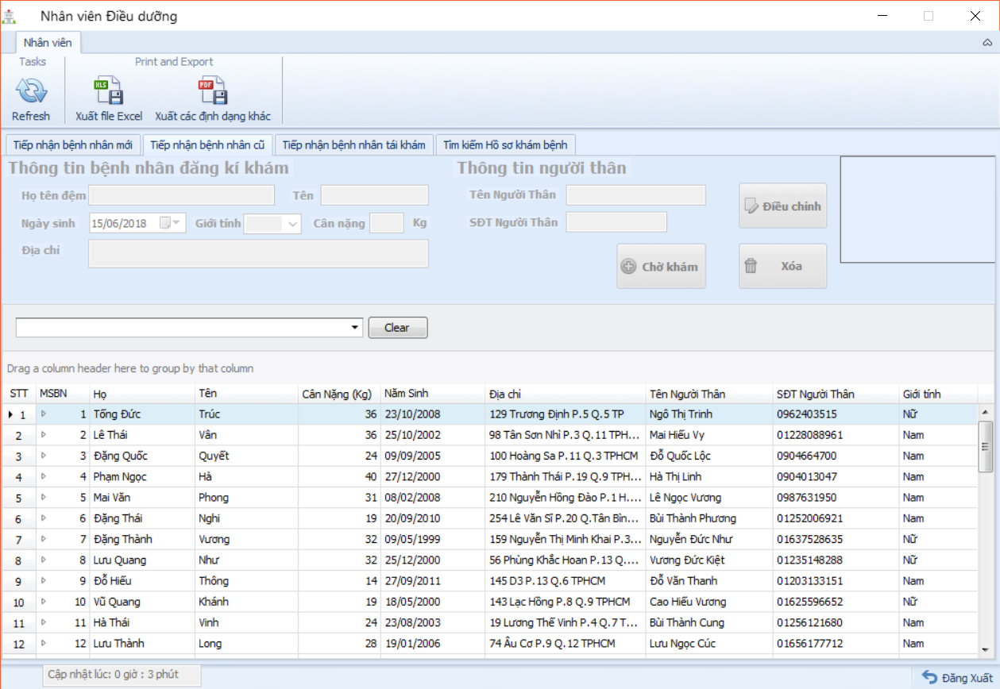 Nhân viên Điều dưỡng
Nhân viên
Tasks Print and Export
XLS PDF
Refresh Xuất file Excel Xuất các định dạng khác
Tiếp nhận bệnh nhân mới Tiếp nhận bệnh nhân cũ Tiếp nhận bệnh nhân tái khám Tìm kiếm Hồ sơ khám bệnh
Thông tin bệnh nhân đăng kí khám Thông tin người thân
Họ tên đệm Tên Tên Người Thân
Điều chỉnh
Ngày sinh 15/06/2018 Giới tính Cân nặng Kg SĐT Người Thân
Địa chỉ
Chờ khám Xóa
Clear
Drag a column header here to group by that column
STT MSBN Họ Tên Cân Nặng (Kg) Năm Sinh Địa chỉ Tên Người Thân SĐT Người Thân Giới tính
1 1 Tống Đức Trúc 36 23/10/2008 129 Trương Định P.5 Q.5 TP Ngô Thị Trinh 0962403515 Nữ
2 2 Lê Thái Vân 36 25/10/2002 98 Tân Sơn Nhì P.3 Q.11 TPH... Mai Hiếu Vy 01228088961 Nam
3 3 Đặng Quốc Quyết 24 09/09/2005 100 Hoàng Sa P.11 Q.3 TPHCM Đỗ Quốc Lộc 0904664700 Nam
4 4 Phạm Ngọc Hà 40 27/12/2000 179 Thành Thái P.19 Q.9 TPH... Hà Thị Linh 0904013047 Nam
5 5 Mai Văn Phong 31 08/02/2008 210 Nguyễn Hồng Đào P.1 H.... Lê Ngọc Vương 0987631950 Nam
6 6 Đặng Thái Nghi 19 20/09/2010 254 Lê Văn Sĩ P.20 Q.Tân Bìn... Bùi Thành Phương 01252006921 Nam
7 7 Đặng Thành Vương 32 09/05/1999 159 Nguyễn Thị Minh Khai P.3... Nguyễn Đức Như 01637528635 Nữ
8 8 Lưu Quang Như 32 25/12/2000 56 Phùng Khắc Hoan P.13 Q.... Vương Đức Kiệt 01235148288 Nữ
9 9 Đỗ Hiếu Thông 14 27/09/2011 145 D3 P.13 Q.6 TPHCM Đỗ Văn Thanh 01203133151 Nam
10 10 Vũ Quang Khánh 19 18/05/2000 143 Lạc Hồng P.8 Q.9 TPHCM Cao Hiếu Vương 01625596652 Nữ
11 11 Hà Thái Vinh 24 23/08/2003 19 Lương Thế Vinh P.4 Q.7 T... Bùi Thành Cung 01256121680 Nam
12 12 Lưu Thành Long 28 19/01/2006 74 Âu Cơ P.9 Q.12 TPHCM Lưu Ngọc Cúc 01656177712 Nam
Cập nhật lúc: 0 giờ : 3 phút Đăng Xuất